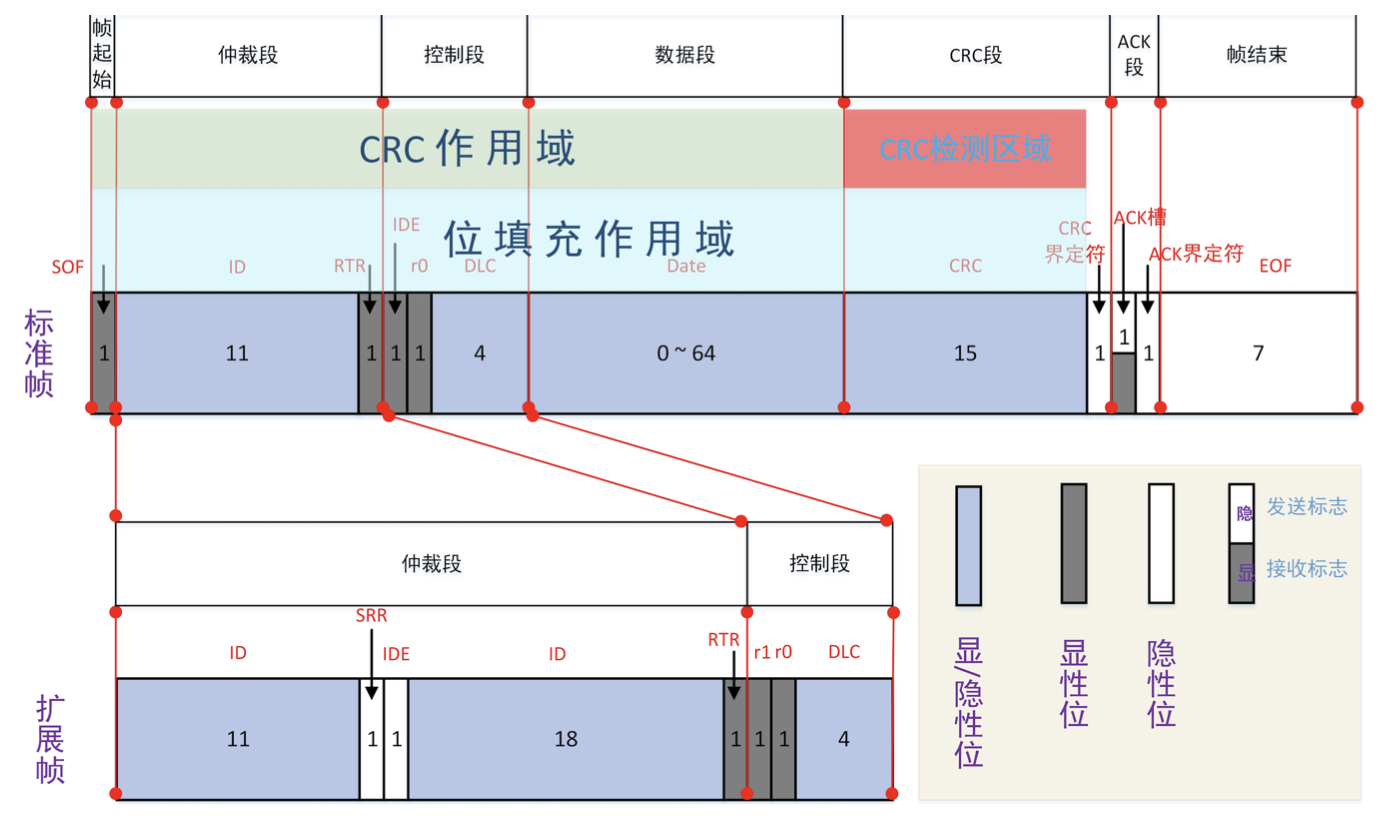 帧起始
仲裁段
控制段
数据段
CRC段
ACK段
帧结束
CRC 作 用 域
CRC检测区域
位 填 充 作 用 域
SOF
ID
RTR
IDE
r0
DLC
Date
CRC
CRC
界定符
ACK槽
ACK界定符
EOF
标准帧
1
11
1
1
1
4
0 ~ 64
15
1
1
1
7
仲裁段
控制段
ID
SRR
IDE
ID
RTR
r1 r0
DLC
扩展帧
11
1
1
18
1
1
1
4
隐
发送标志
显
接收标志
显/隐性位
显性位
隐性位